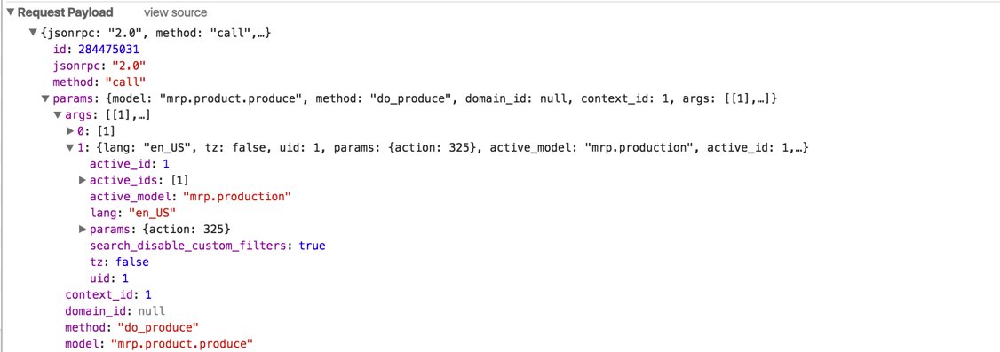 Request Payload view source
{jsonrpc: "2.0", method: "call",…}
id: 284475031
jsonrpc: "2.0"
method: "call"
params: {model: "mrp.product.produce", method: "do_produce", domain_id: null, context_id: 1, args: [[1],…]}
args: [[1],…]
0: [1]
1: {lang: "en_US", tz: false, uid: 1, params: {action: 325}, active_model: "mrp.production", active_id: 1,…}
active_id: 1
active_ids: [1]
active_model: "mrp.production"
lang: "en_US"
params: {action: 325}
search_disable_custom_filters: true
tz: false
uid: 1
context_id: 1
domain_id: null
method: "do_produce"
model: "mrp.product.produce"